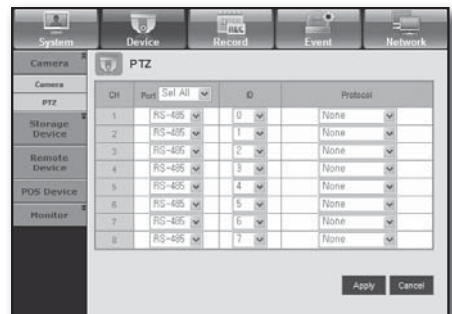 System Device Record Event Network
Camera
Camera
PTZ
Storage Device
Remote Device
POS Device
Monitor
PTZ
CH Port Sel All ID Protocol
1 RS-485 0 None
2 RS-485 1 None
3 RS-485 2 None
4 RS-485 3 None
5 RS-485 4 None
6 RS-485 5 None
7 RS-485 6 None
8 RS-485 7 None
Apply Cancel